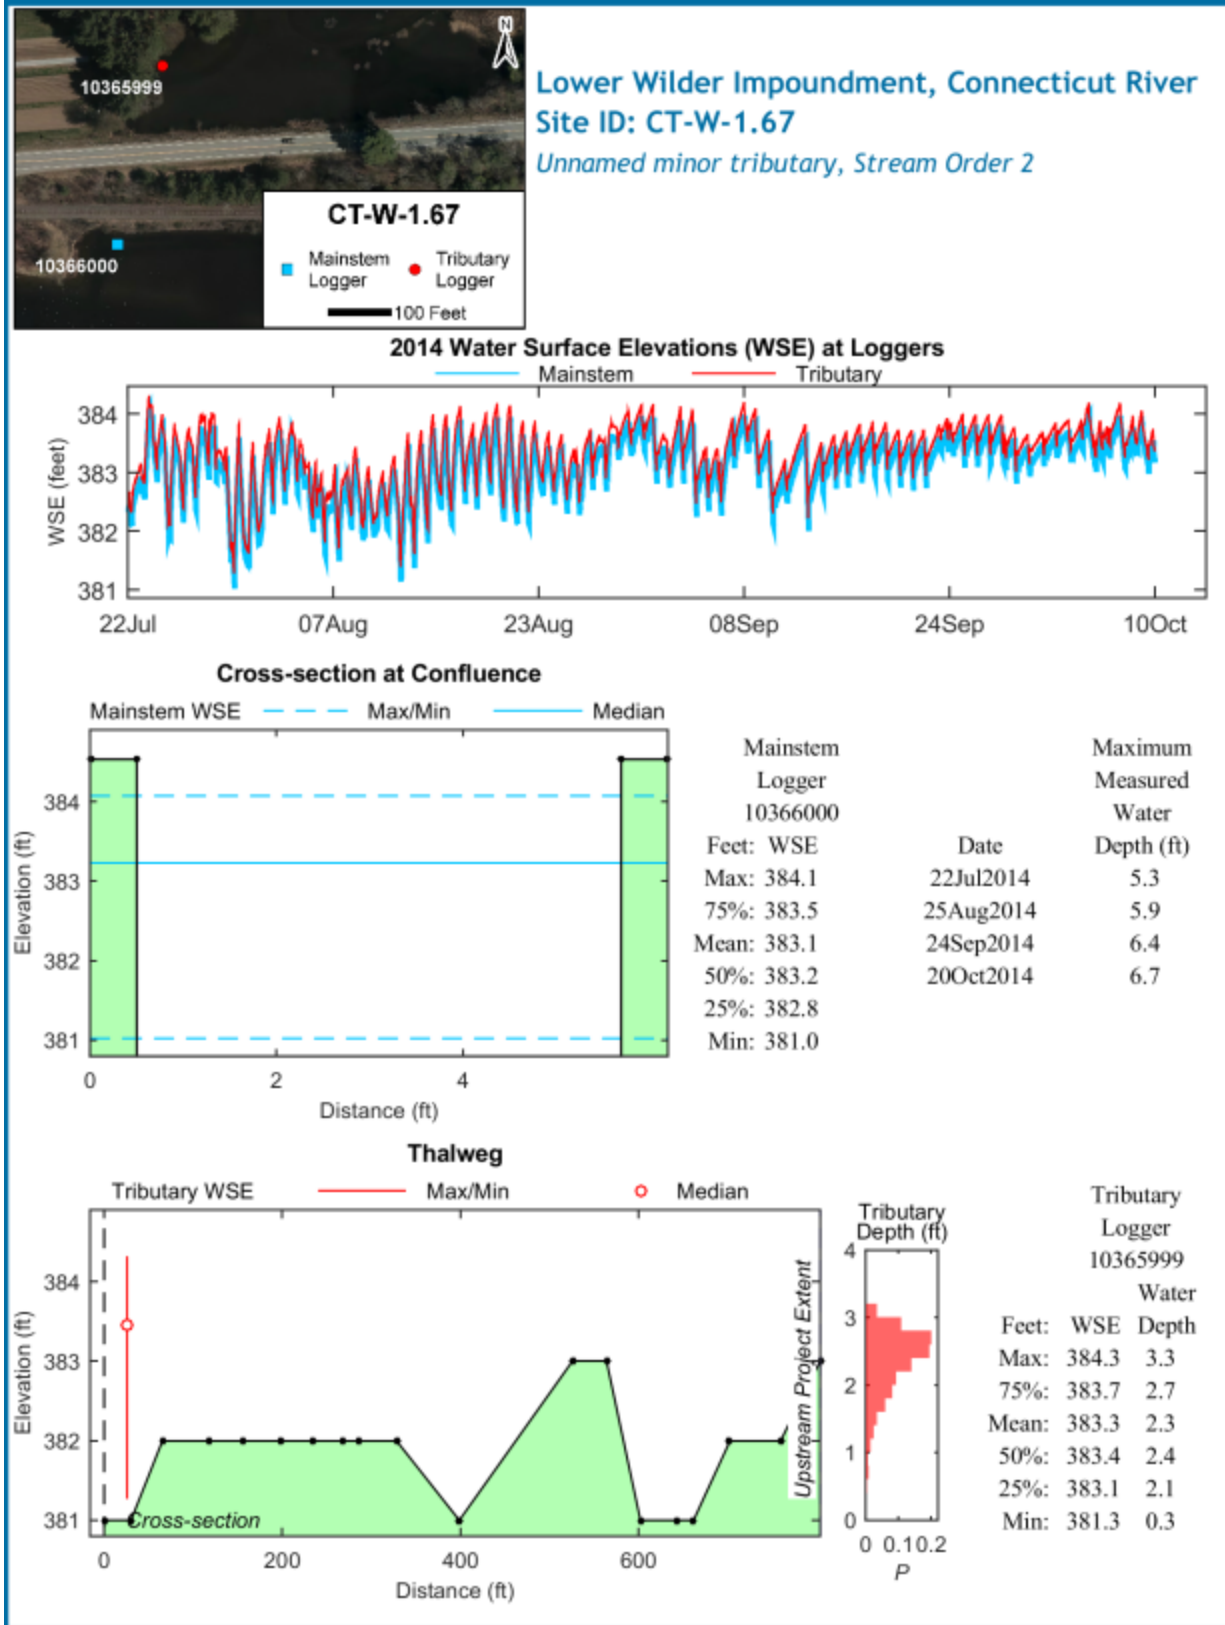 N
10365999
10366000
CT-W-1.67
Mainstem Logger
Tributary Logger
100 Feet
Lower Wilder Impoundment, Connecticut River
Site ID: CT-W-1.67
Unnamed minor tributary, Stream Order 2
2014 Water Surface Elevations (WSE) at Loggers
Mainstem Tributary
WSE (feet)
384
383
382
381
22Jul 07Aug 23Aug 08Sep 24Sep 10Oct
Cross-section at Confluence
Mainstem WSE Max/Min Median
Elevation (ft)
384
383
382
381
0 2 4
Distance (ft)
Mainstem
Logger
10366000
Feet: WSE
Max: 384.1
75%: 383.5
Mean: 383.1
50%: 383.2
25%: 382.8
Min: 381.0
Maximum
Measured
Water
Date Depth (ft)
22Jul2014 5.3
25Aug2014 5.9
24Sep2014 6.4
20Oct2014 6.7
Thalweg
Tributary WSE Max/Min Median
Elevation (ft)
384
383
382
381
Cross-section
Upstream Project Extent
0 200 400 600
Distance (ft)
Tributary
Depth (ft)
4
3
2
1
0
0 0.1 0.2
P
Tributary
Logger
10365999
Water
Feet: WSE Depth
Max: 384.3 3.3
75%: 383.7 2.7
Mean: 383.3 2.3
50%: 383.4 2.4
25%: 383.1 2.1
Min: 381.3 0.3